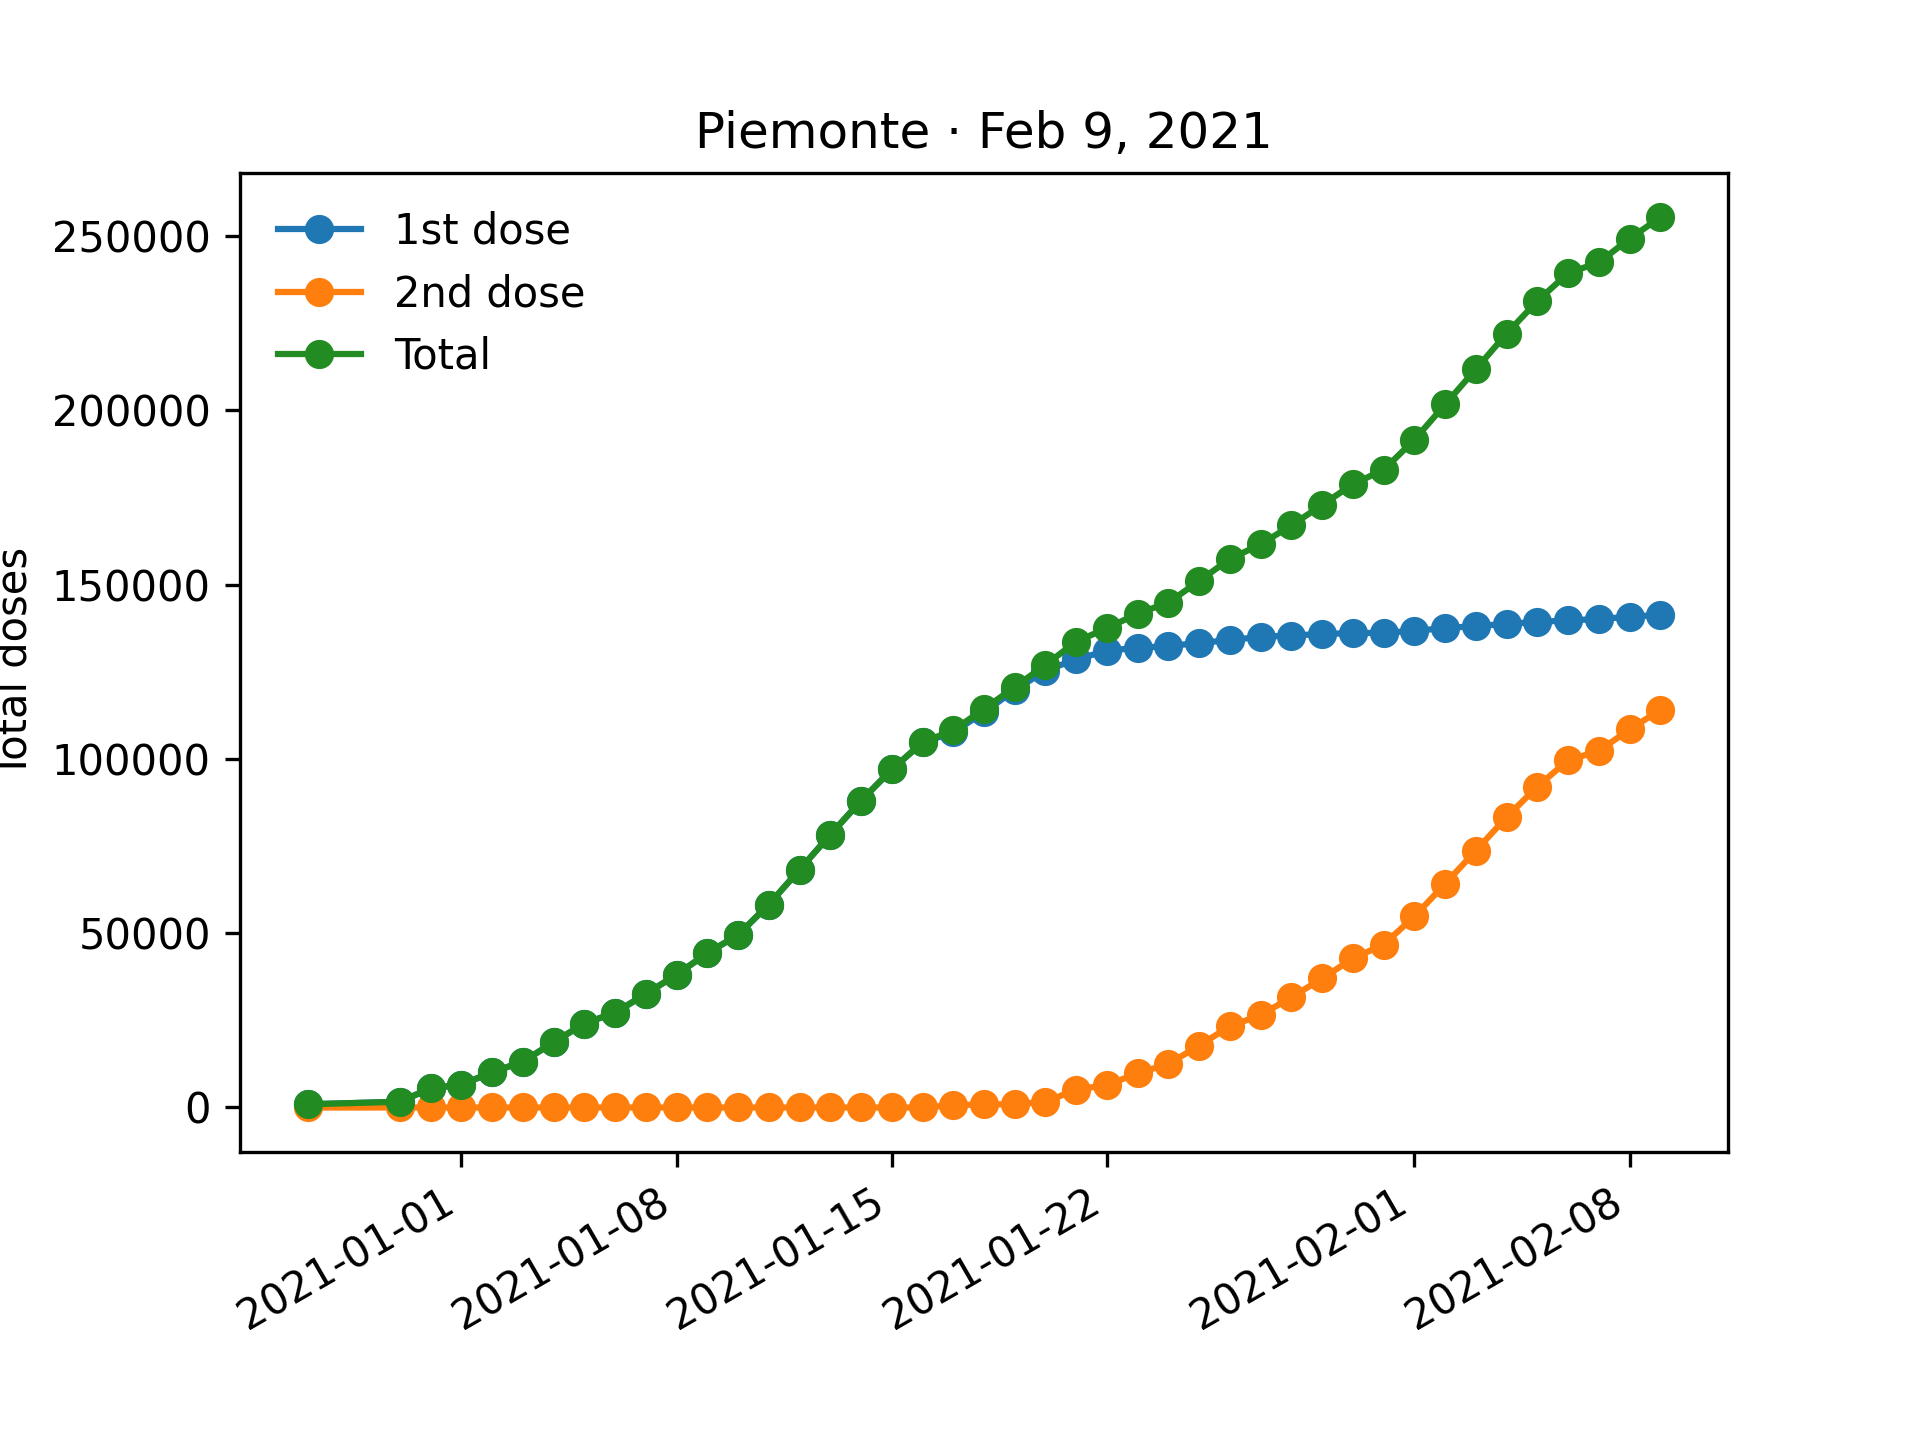 Piemonte · Feb 9, 2021
1st dose
2nd dose
Total
250000
200000
150000
100000
50000
0
Total doses
2021-01-01
2021-01-08
2021-01-15
2021-01-22
2021-02-01
2021-02-08